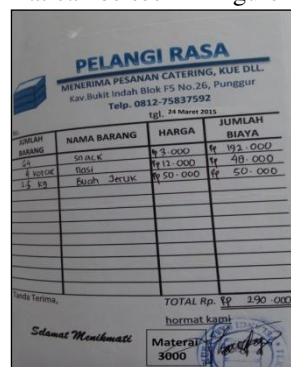 PELANGI RASA
MENERIMA PESANAN CATERING, KUE DLL.
Kav.Bukit Indah Blok F5 No.26, Punggur
Telp. 0812-75837592
tgl. 24 Maret 2015
JUMLAH BARANG NAMA BARANG HARGA JUMLAH BIAYA
snack Rp 3.000 Rp 192.000
4 kotak nasi Rp 12.000 Rp 48.000
Buah Jeruk Rp 50.000 Rp 50.000
Tanda Terima, TOTAL Rp. Rp 290.000
hormat kami
Selamat Menikmati
Materai
3000